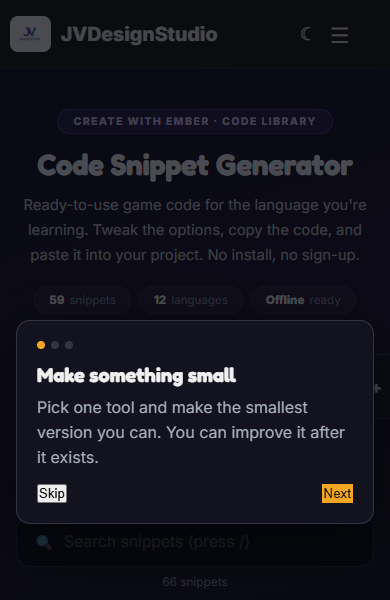 JV
JVDesignStudio
CREATE WITH EMBER · CODE LIBRARY
Code Snippet Generator
Ready-to-use game code for the language you're
learning. Tweak the options, copy the code, and
paste it into your project. No install, no sign-up.
59 snippets
12 languages
Offline ready
Make something small
Pick one tool and make the smallest
version you can. You can improve it after
it exists.
Skip
Next
Search snippets (press /)
66 snippets